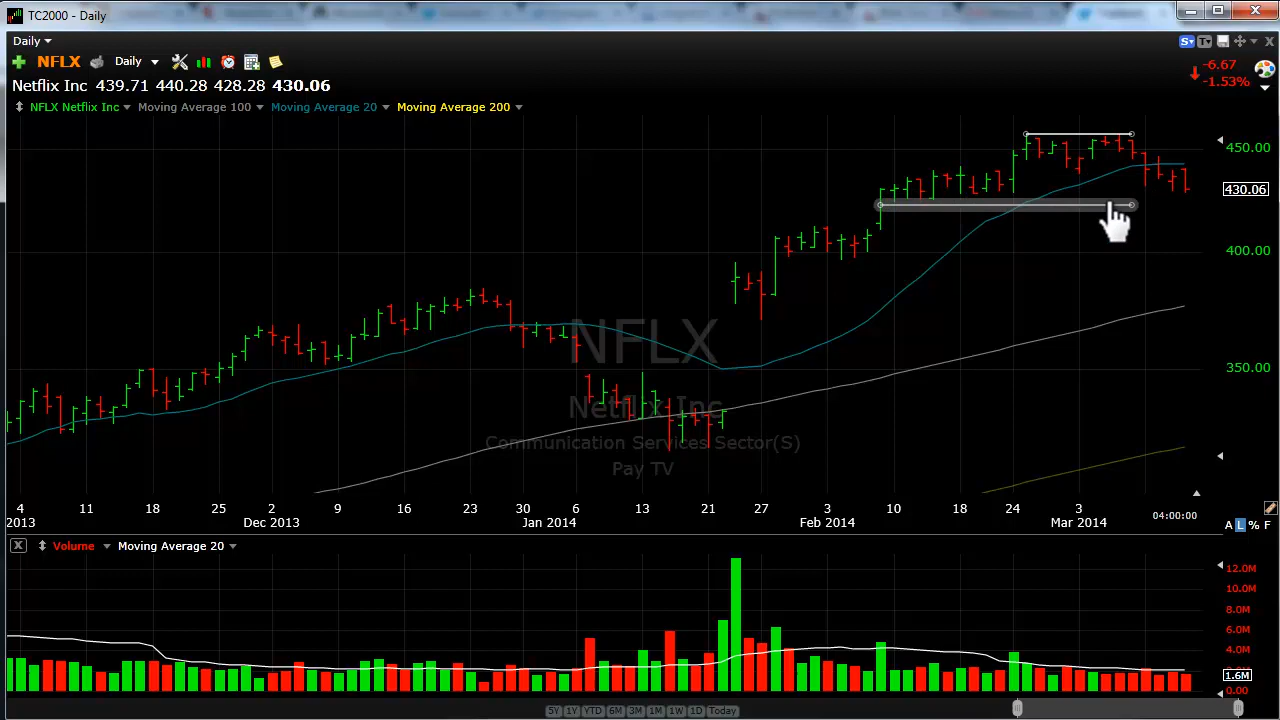 TC2000 - Daily
Daily
S T
NFLX Daily
-6.67
-1.53%
Netflix Inc 439.71 440.28 428.28 430.06
NFLX Netflix Inc Moving Average 100 Moving Average 20 Moving Average 200
450.00
430.06
400.00
350.00
NFLX
Netflix Inc
Communication Services Sector(S)
Pay TV
4 11 18 25 2 9 16 23 30 6 13 21 27 3 10 18 24 3
2013 Dec 2013 Jan 2014 Feb 2014 Mar 2014
04:00:00
A L % F
X Volume Moving Average 20
12.0M
10.0M
8.0M
6.0M
4.0M
1.6M
0.00
5Y 1Y YTD 6M 3M 1M 1W 1D Today